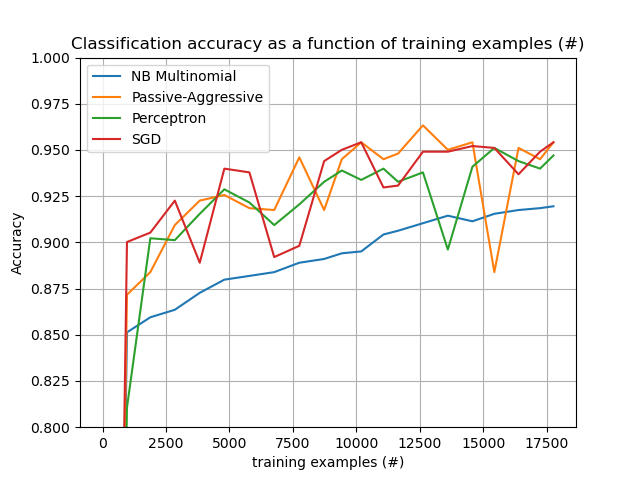 Classification accuracy as a function of training examples (#)
1.000
0.975
0.950
0.925
0.900
0.875
0.850
0.825
0.800
Accuracy
NB Multinomial
Passive-Aggressive
Perceptron
SGD
0 2500 5000 7500 10000 12500 15000 17500
training examples (#)